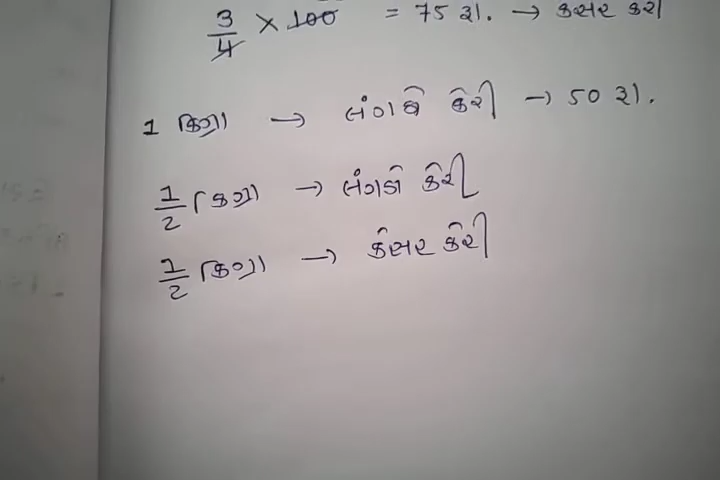 3/4 × 100 = 75 રૂ. → કેસર કેરી
1 કિગ્રા → લંગડો કેરી → 50 રૂ.
1/2 કિગ્રા → લંગડો કેરી
1/2 કિગ્રા → કેસર કેરી